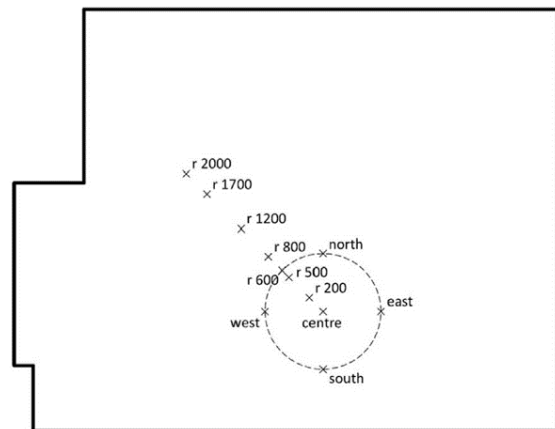 r 2000
r 1700
r 1200
r 800
north
r 600
r 500
r 200
east
west
centre
south